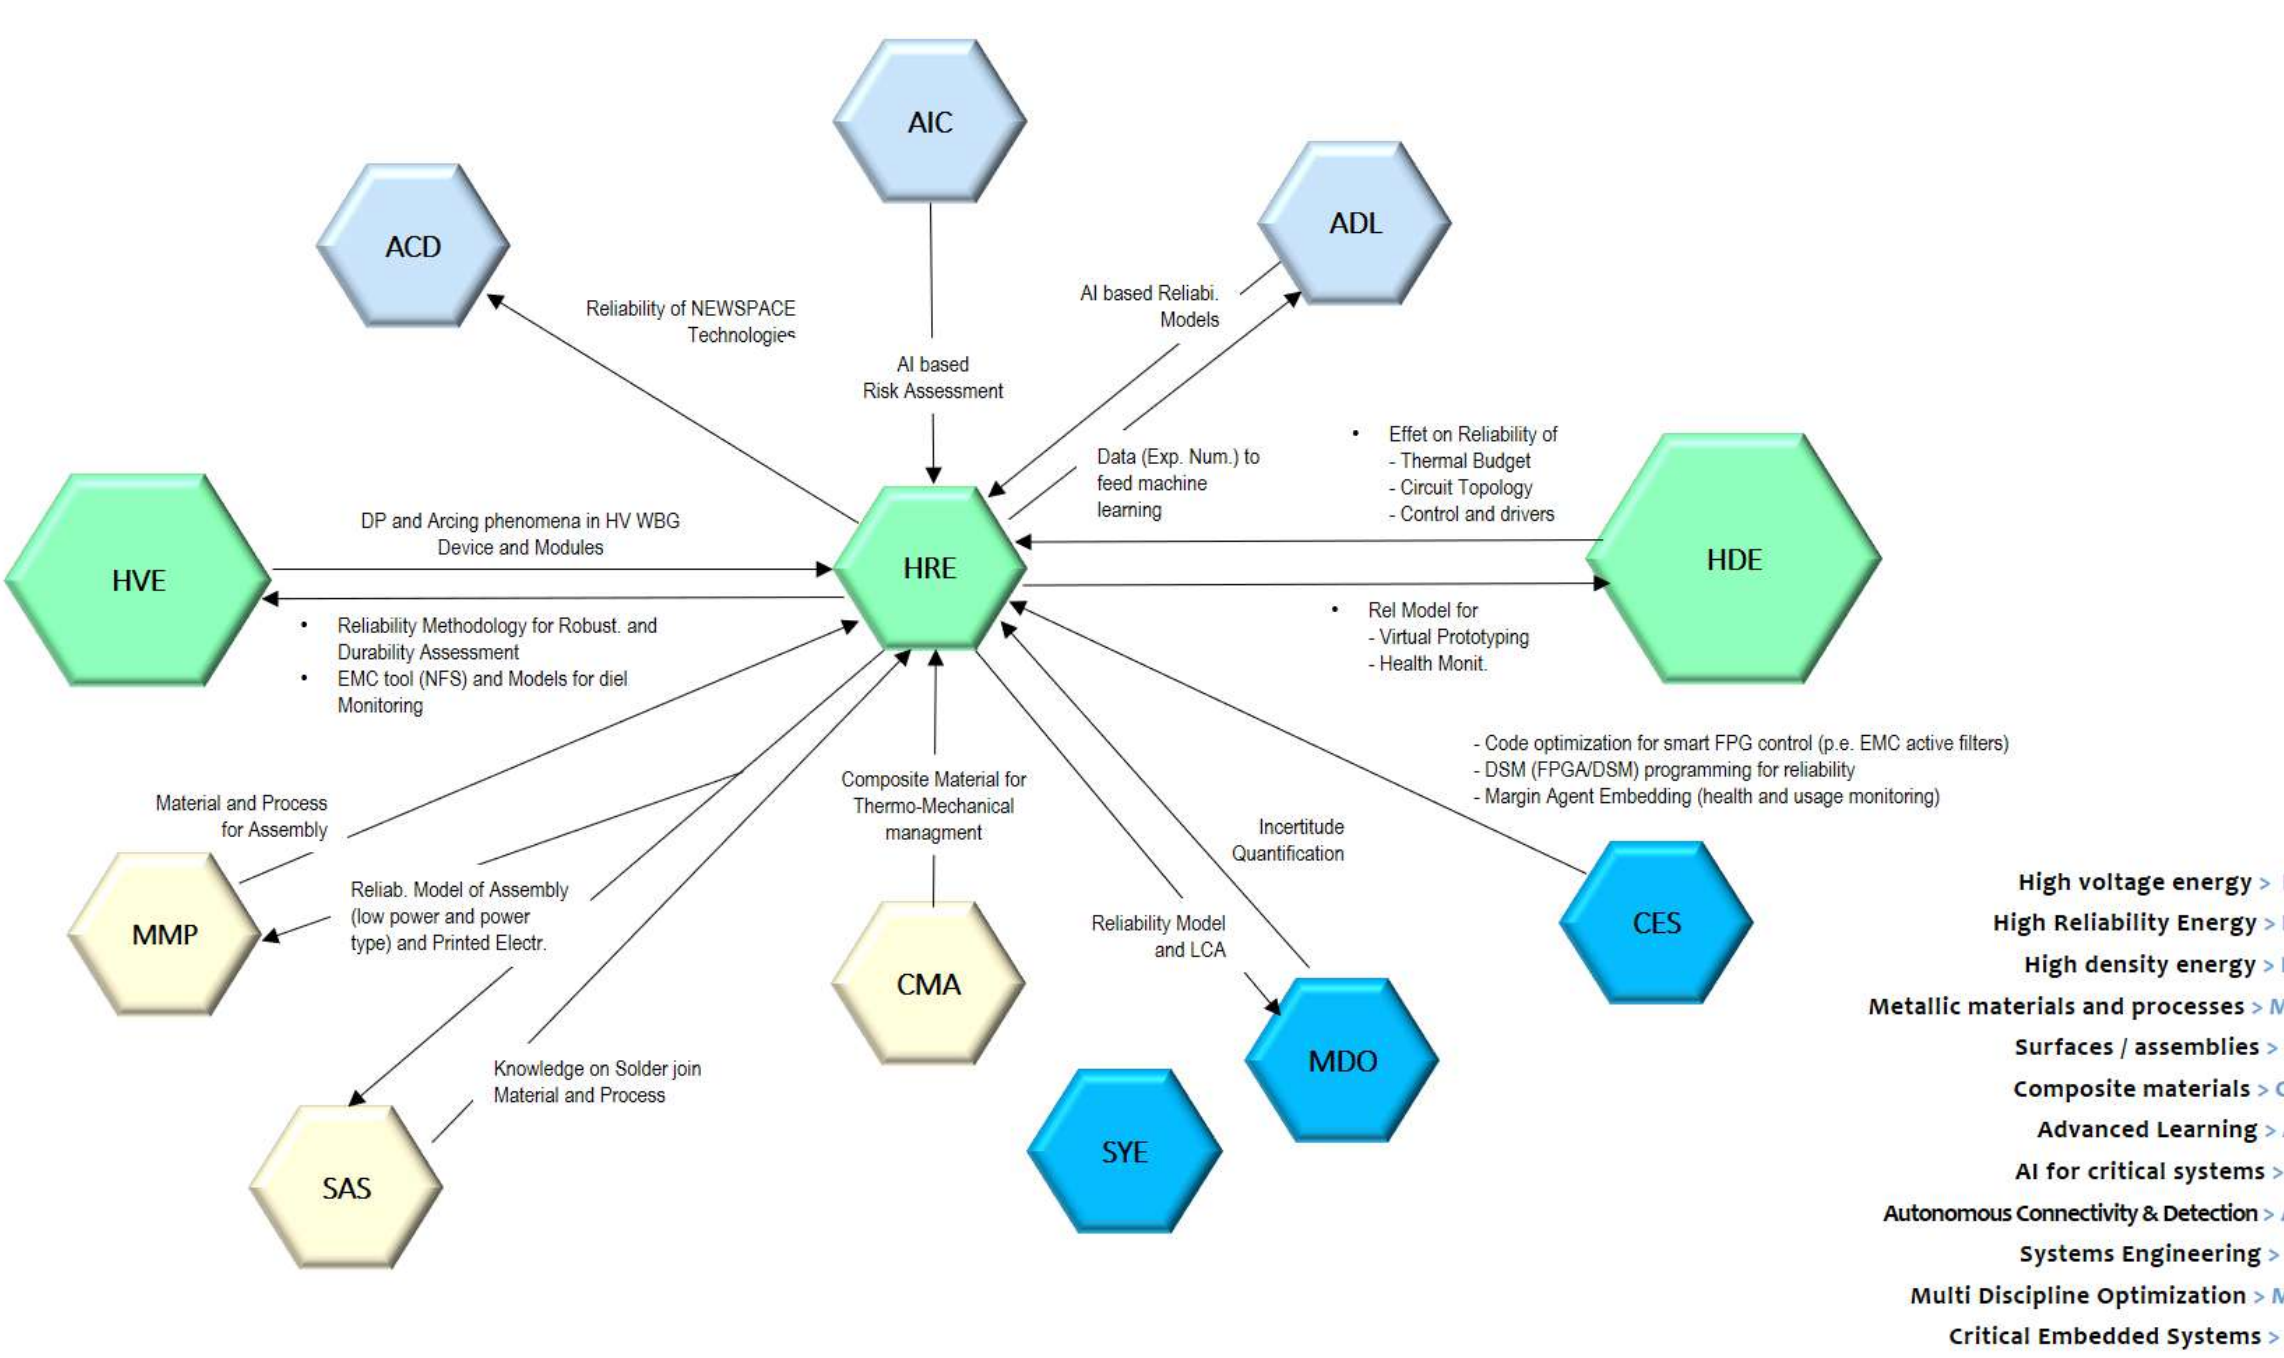 AIC
ADL
ACD
Reliability of NEWSPACE
Technologies
AI based Reliabi.
Models
AI based
Risk Assessment
Data (Exp. Num.) to
feed machine
learning
• Effet on Reliability of
- Thermal Budget
- Circuit Topology
- Control and drivers
HVE
DP and Arcing phenomena in HV WBG
Device and Modules
HRE
HDE
• Reliability Methodology for Robust. and
Durability Assessment
• EMC tool (NFS) and Models for diel
Monitoring
• Rel Model for
- Virtual Prototyping
- Health Monit.
- Code optimization for smart FPG control (p.e. EMC active filters)
- DSM (FPGA/DSM) programming for reliability
- Margin Agent Embedding (health and usage monitoring)
Material and Process
for Assembly
Composite Material for
Thermo-Mechanical
managment
Incertitude
Quantification
Reliab. Model of Assembly
(low power and power
type) and Printed Electr.
Reliability Model
and LCA
MMP
CMA
CES
MDO
SYE
Knowledge on Solder join
Material and Process
SAS
High voltage energy >
High Reliability Energy >
High density energy >
Metallic materials and processes > M
Surfaces / assemblies >
Composite materials >
Advanced Learning >
AI for critical systems >
Autonomous Connectivity & Detection >
Systems Engineering >
Multi Discipline Optimization > M
Critical Embedded Systems >